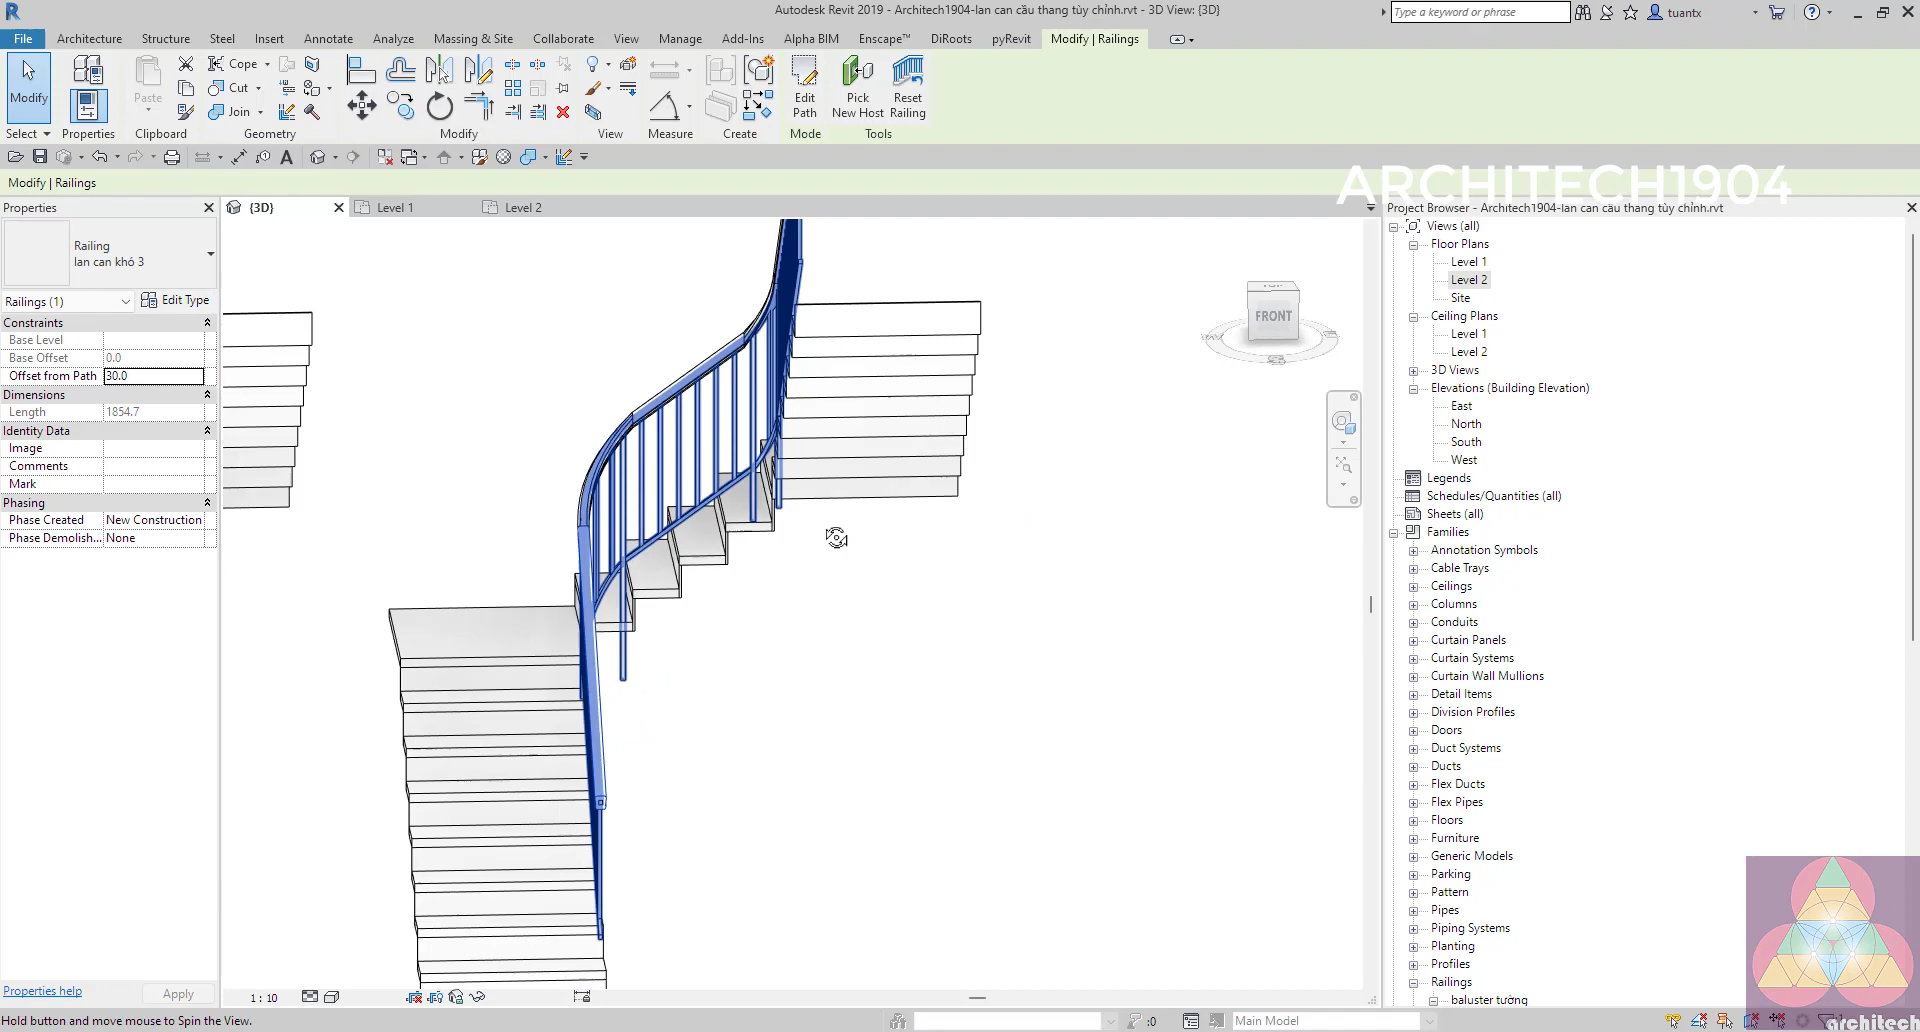 Autodesk Revit 2019 - Architech1904-lan can cầu thang tùy chỉnh.rvt - 3D View: {3D}
Type a keyword or phrase
tuantx
File Architecture Structure Steel Insert Annotate Analyze Massing & Site Collaborate View Manage Add-Ins Alpha BIM Enscape™ DiRoots pyRevit Modify | Railings
Modify
Paste
Cope
Cut
Join
Edit Path
Pick New Host
Reset Railing
Select Properties Clipboard Geometry Modify View Measure Create Mode Tools
Modify | Railings
ARCHITECH1904
Properties
{3D}
Level 1
Level 2
Railing
lan can khó 3
Railings (1)
Edit Type
Constraints
Base Level
Base Offset 0.0
Offset from Path 30.0
Dimensions
Length 1854.7
Identity Data
Image
Comments
Mark
Phasing
Phase Created New Construction
Phase Demolish... None
Properties help
Apply
TOP
FRONT
1 : 10
Project Browser - Architech1904-lan can cầu thang tùy chỉnh.rvt
Views (all)
Floor Plans
Level 1
Level 2
Site
Ceiling Plans
Level 1
Level 2
3D Views
Elevations (Building Elevation)
East
North
South
West
Legends
Schedules/Quantities (all)
Sheets (all)
Families
Annotation Symbols
Cable Trays
Ceilings
Columns
Conduits
Curtain Panels
Curtain Systems
Curtain Wall Mullions
Detail Items
Division Profiles
Doors
Duct Systems
Ducts
Flex Ducts
Flex Pipes
Floors
Furniture
Generic Models
Parking
Pattern
Pipes
Piping Systems
Planting
Profiles
Railings
baluster tường
Hold button and move mouse to Spin the View.
:0
Main Model
architech